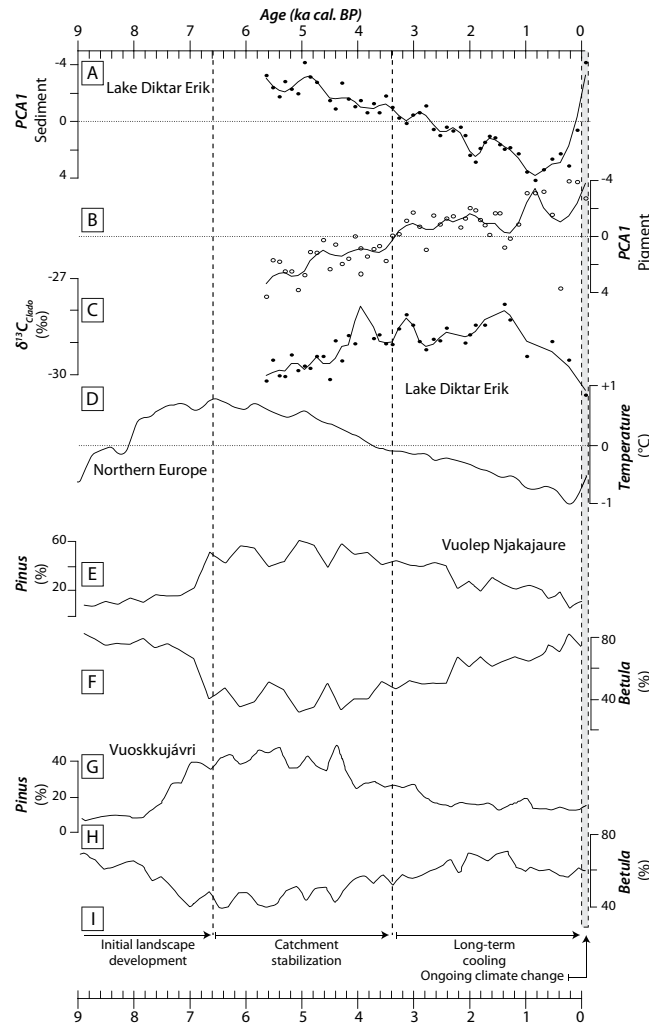 Age (ka cal. BP)
9 8 7 6 5 4 3 2 1 0
A
Lake Diktar Erik
-4
0
4
PCA1
Sediment
B
-4
0
4
PCA1
Pigment
C
-27
-30
δ¹³C Clado
(‰)
Lake Diktar Erik
D
Northern Europe
+1
0
-1
Temperature
(°C)
E
Vuolep Njakajaure
60
20
Pinus
(%)
F
80
40
Betula
(%)
G
Vuoskkujávri
40
20
0
Pinus
(%)
H
80
40
Betula
(%)
I
Initial landscape
development
Catchment
stabilization
Long-term
cooling
Ongoing climate change
9 8 7 6 5 4 3 2 1 0